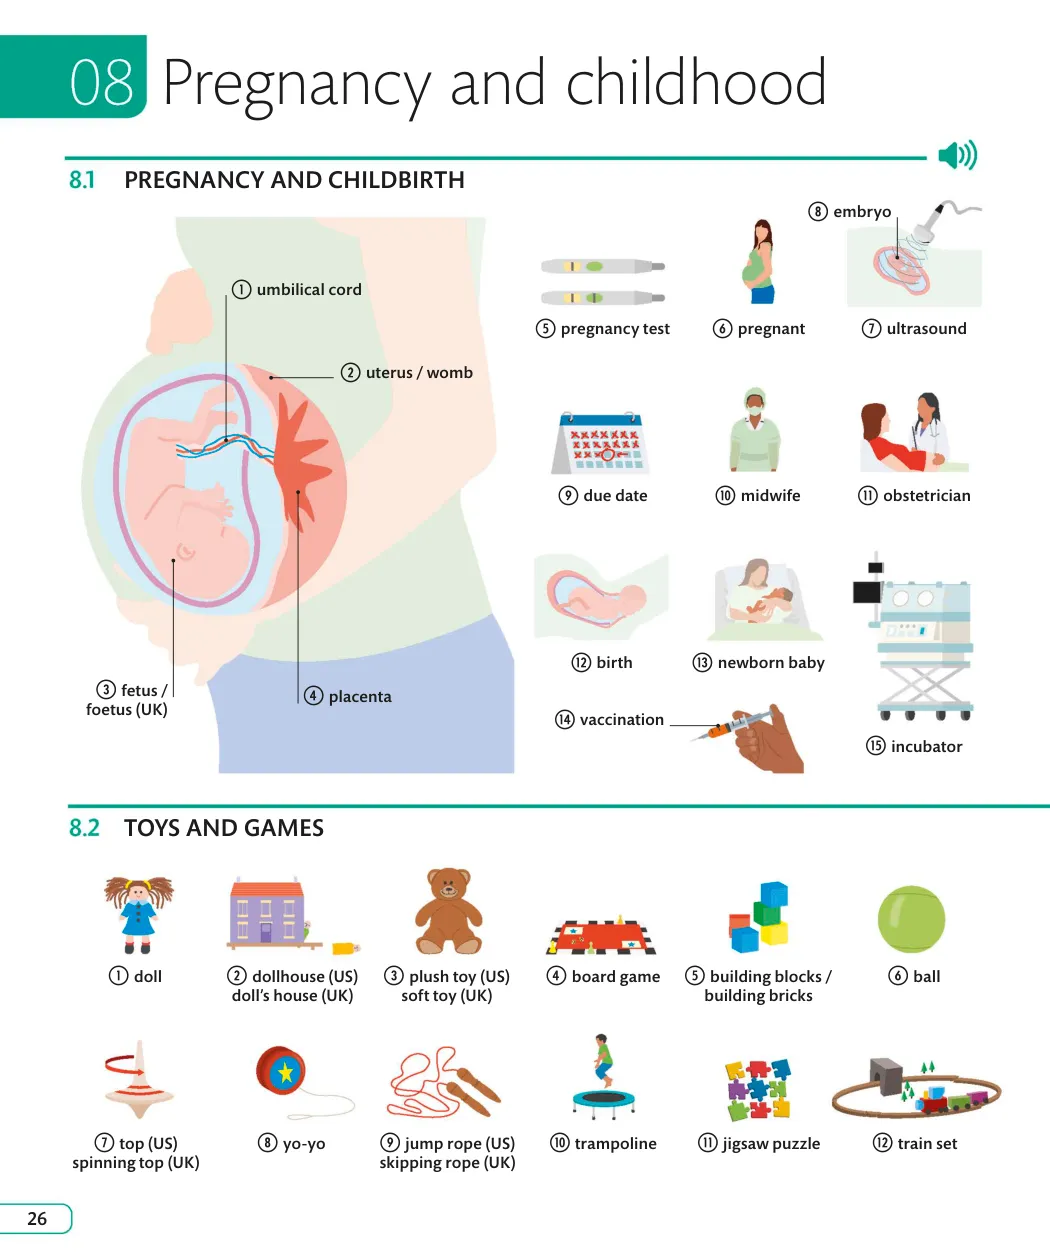 08 Pregnancy and childhood
8.1 PREGNANCY AND CHILDBIRTH
① umbilical cord
② uterus / womb
③ fetus /
foetus (UK)
④ placenta
⑤ pregnancy test
⑥ pregnant
⑧ embryo
⑦ ultrasound
⑨ due date
⑩ midwife
⑪ obstetrician
⑫ birth
⑬ newborn baby
⑭ vaccination
⑮ incubator
8.2 TOYS AND GAMES
① doll
② dollhouse (US)
doll's house (UK)
③ plush toy (US)
soft toy (UK)
④ board game
⑤ building blocks /
building bricks
⑥ ball
⑦ top (US)
spinning top (UK)
⑧ yo-yo
⑨ jump rope (US)
skipping rope (UK)
⑩ trampoline
⑪ jigsaw puzzle
⑫ train set
26